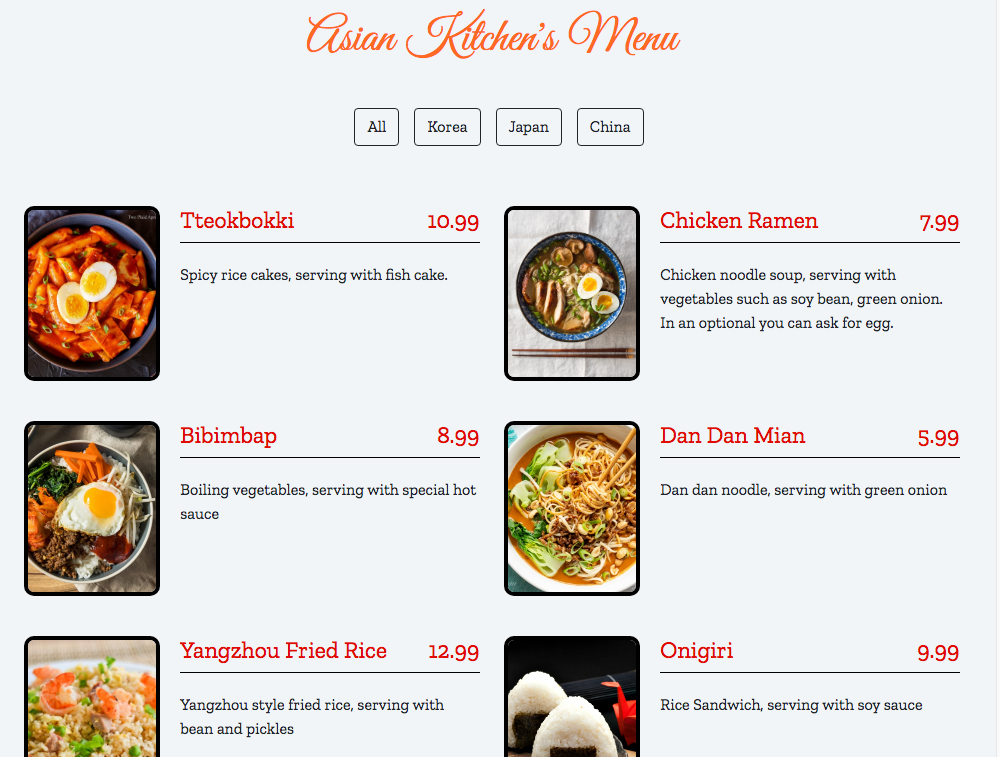 Asian Kitchen's Menu
All
Korea
Japan
China
Tteokbokki 10.99
Spicy rice cakes, serving with fish cake.
Chicken Ramen 7.99
Chicken noodle soup, serving with
vegetables such as soy bean, green onion.
In an optional you can ask for egg.
Bibimbap 8.99
Boiling vegetables, serving with special hot
sauce
Dan Dan Mian 5.99
Dan dan noodle, serving with green onion
Yangzhou Fried Rice 12.99
Yangzhou style fried rice, serving with
bean and pickles
Onigiri 9.99
Rice Sandwich, serving with soy sauce